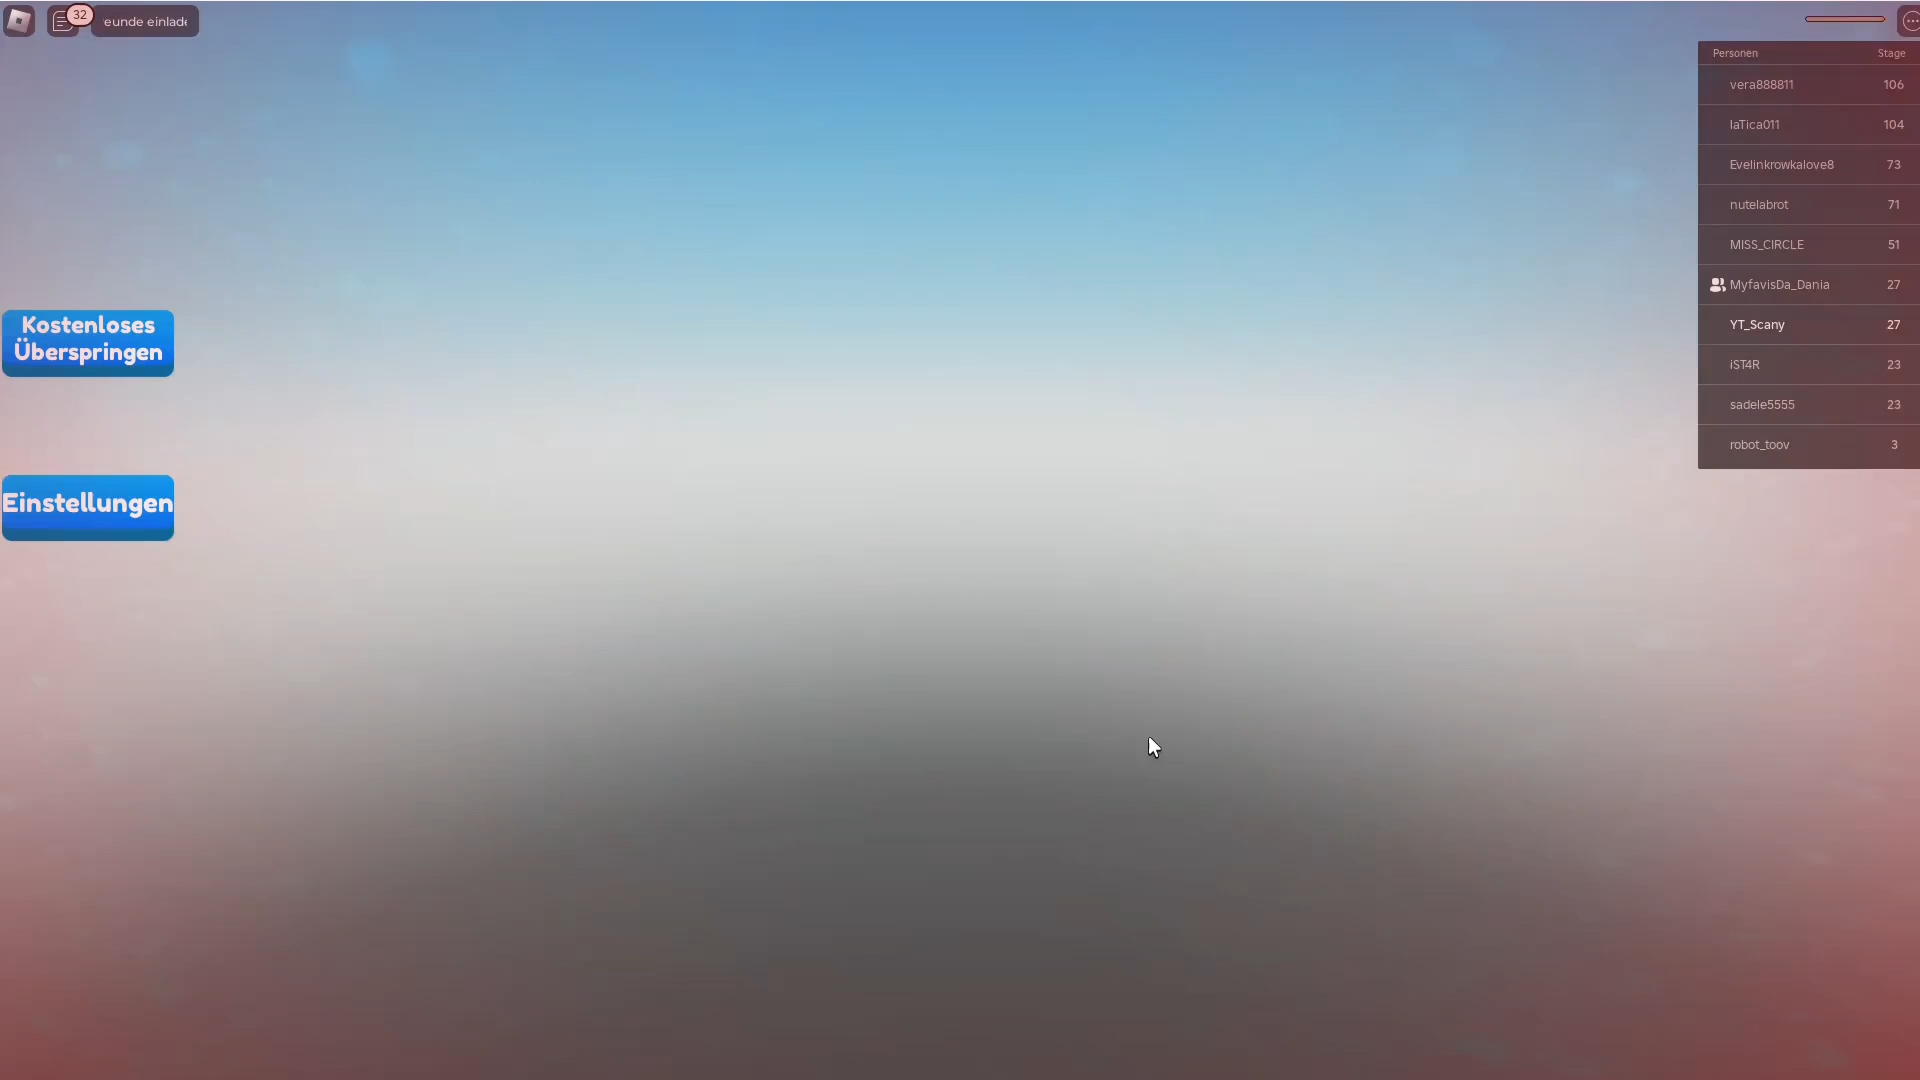 32
eunde einlade
Personen Stage
vera888811 106
laTica011 104
Evelinkrowkalove8 73
nutelabrot 71
MISS_CIRCLE 51
MyfavisDa_Dania 27
YT_Scany 27
iST4R 23
sadele5555 23
robot_toov 3
Kostenloses
Überspringen
Einstellungen